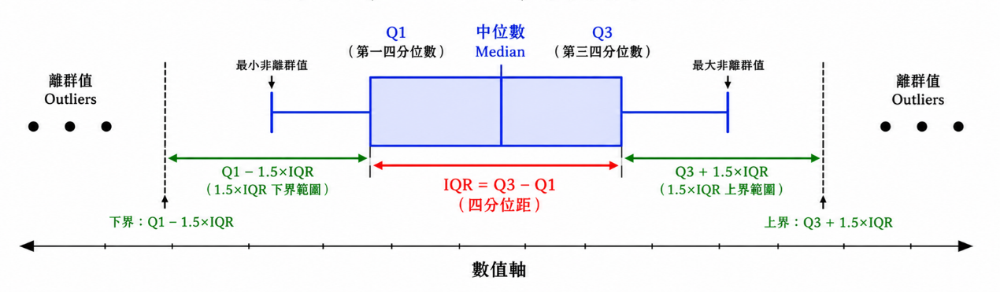 Q1
（第一四分位數）
中位數
Median
Q3
（第三四分位數）
最小非離群值
最大非離群值
離群值
Outliers
離群值
Outliers
Q1 – 1.5×IQR
（1.5×IQR 下界範圍）
IQR = Q3 – Q1
（四分位距）
Q3 + 1.5×IQR
（1.5×IQR 上界範圍）
下界：Q1 – 1.5×IQR
上界：Q3 + 1.5×IQR
數值軸